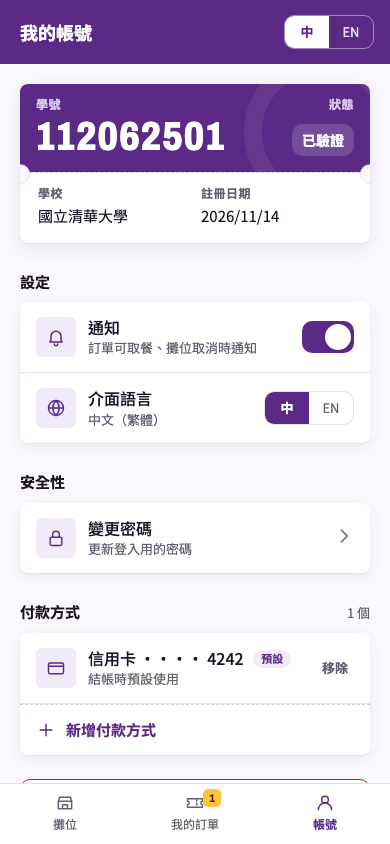 我的帳號
中 EN
學號 狀態
112062501 已驗證
學校 註冊日期
國立清華大學 2026/11/14
設定
通知
訂單可取餐、攤位取消時通知
介面語言
中文（繁體）
中 EN
安全性
變更密碼
更新登入用的密碼
付款方式 1 個
信用卡 ・・・・ 4242 預設
結帳時預設使用
移除
新增付款方式
攤位 我的訂單 1 帳號